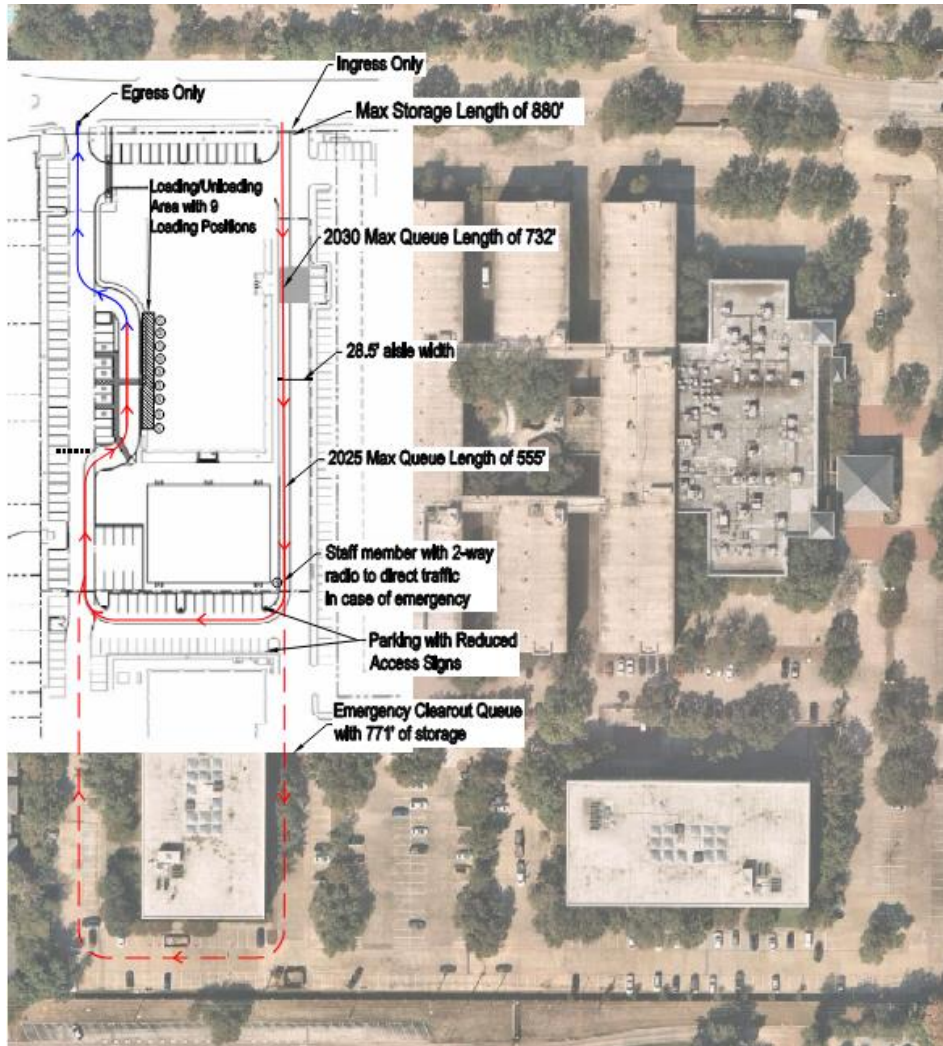 Ingress Only
Egress Only
Max Storage Length of 880'
Loading/Unloading
Area with 9
Loading Positions
2030 Max Queue Length of 732'
28.5' aisle width
2025 Max Queue Length of 555'
Staff member with 2-way
radio to direct traffic
in case of emergency
Parking with Reduced
Access Signs
Emergency Clearout Queue
with 771' of storage